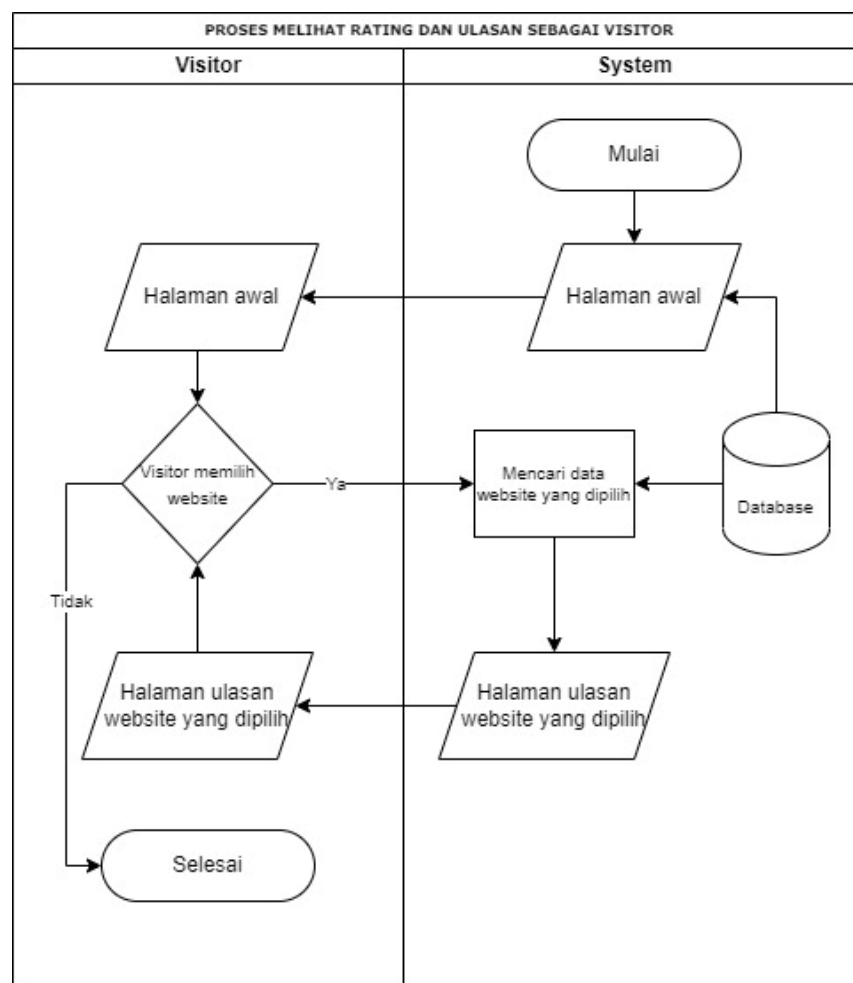 PROSES MELIHAT RATING DAN ULASAN SEBAGAI VISITOR
Visitor
System
Mulai
Halaman awal
Halaman awal
Visitor memilih
website
Ya
Mencari data
website yang dipilih
Database
Tidak
Halaman ulasan
website yang dipilih
Halaman ulasan
website yang dipilih
Selesai